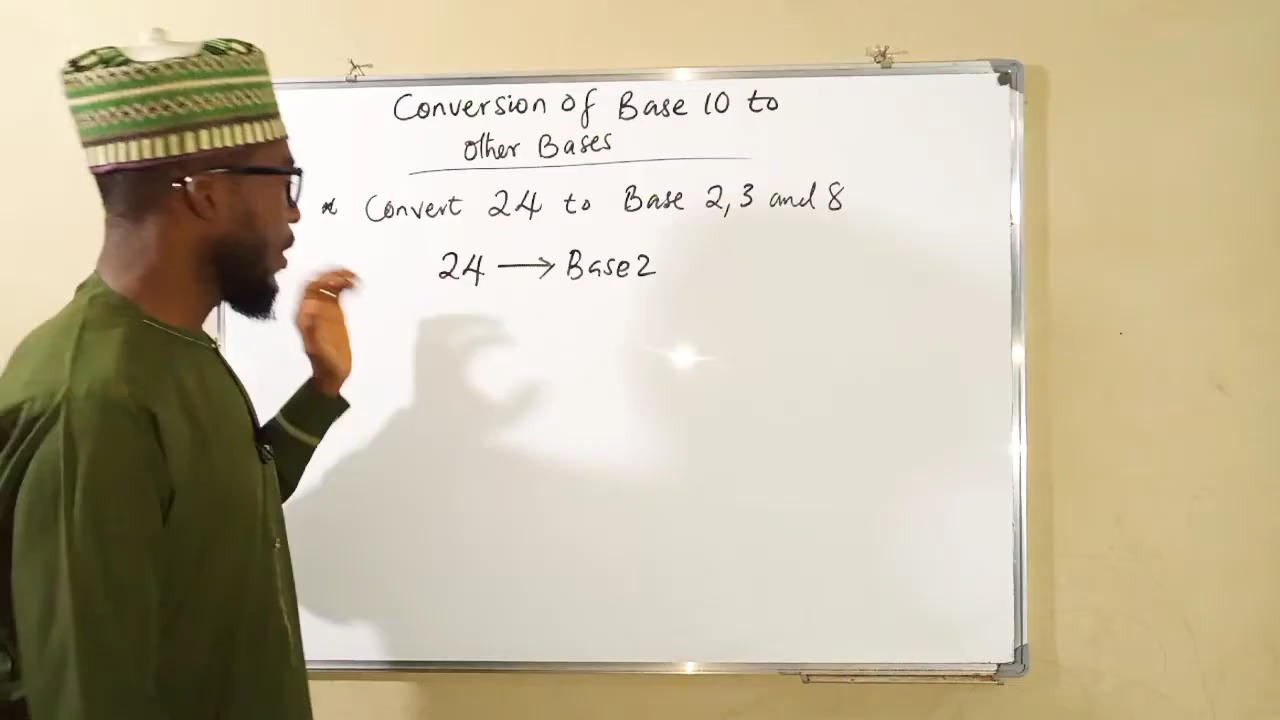 Conversion of Base 10 to
other Bases
* Convert 24 to Base 2, 3 and 8
24 → Base 2